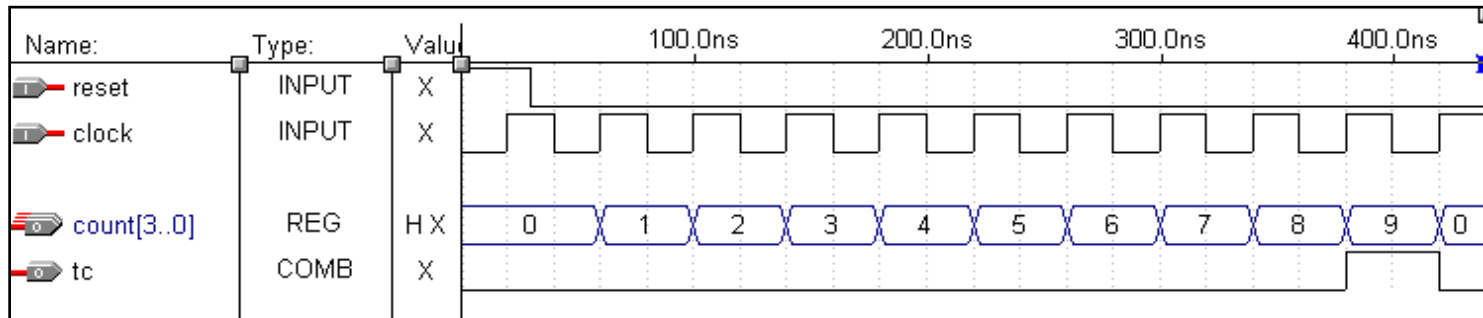 Name: Type: Valu 100.0ns 200.0ns 300.0ns 400.0ns
reset INPUT X
clock INPUT X
count[3..0] REG H X 0 1 2 3 4 5 6 7 8 9 0
tc COMB X